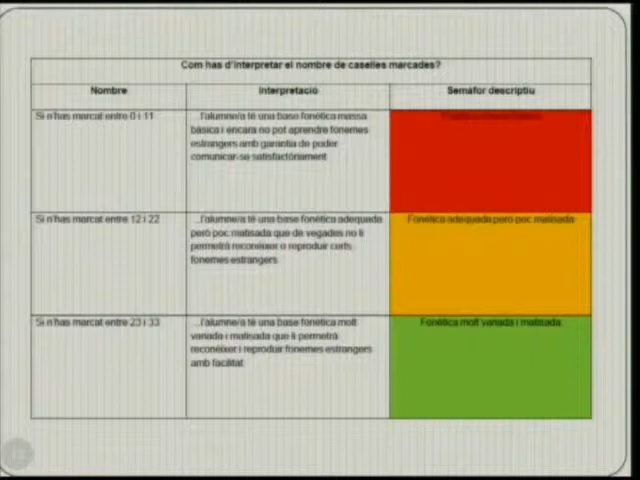 Com has d'interpretar el nombre de caselles marcades?
Nombre
Interpretació
Semàfor descriptiu
Si n'has marcat entre 0 i 11
...l'alumne/a té una base fonètica massa
bàsica i encara no pot aprendre fonemes
estrangers amb garantia de poder
comunicar-se satisfactòriament
Si n'has marcat entre 12 i 22
...l'alumne/a té una base fonètica adequada
però poc matisada que de vegades no li
permetrà reconèixer o reproduir certs
fonemes estrangers
Fonètica adequada però poc matisada
Si n'has marcat entre 23 i 33
...l'alumne/a té una base fonètica molt
variada i matisada que li permetrà
reconèixer i reproduir fonemes estrangers
amb facilitat
Fonètica molt variada i matisada